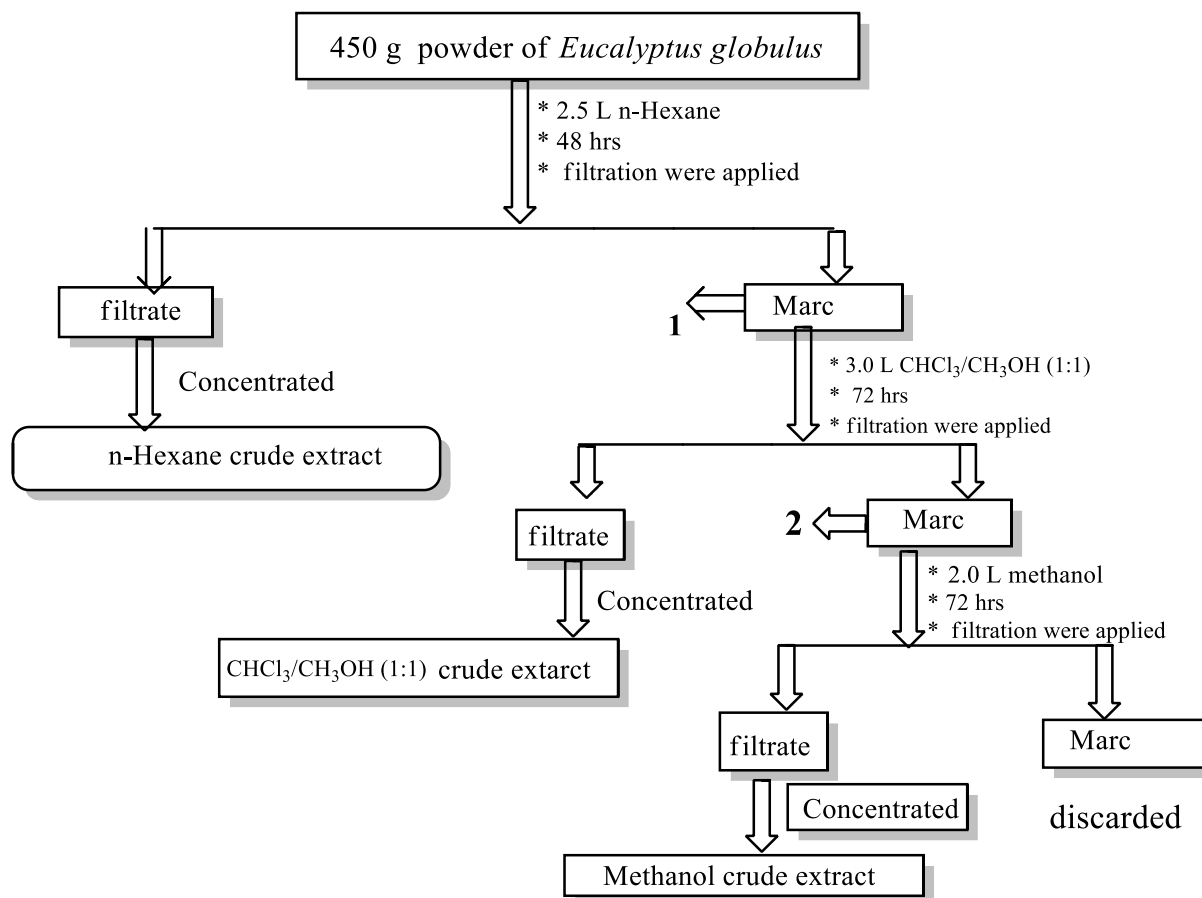 450 g powder of Eucalyptus globulus
* 2.5 L n-Hexane
* 48 hrs
* filtration were applied
filtrate
1
Marc
Concentrated
* 3.0 L CHCl₃/CH₃OH (1:1)
* 72 hrs
* filtration were applied
n-Hexane crude extract
filtrate
2
Marc
Concentrated
* 2.0 L methanol
* 72 hrs
* filtration were applied
CHCl₃/CH₃OH (1:1) crude extarct
filtrate
Marc
Concentrated
discarded
Methanol crude extract